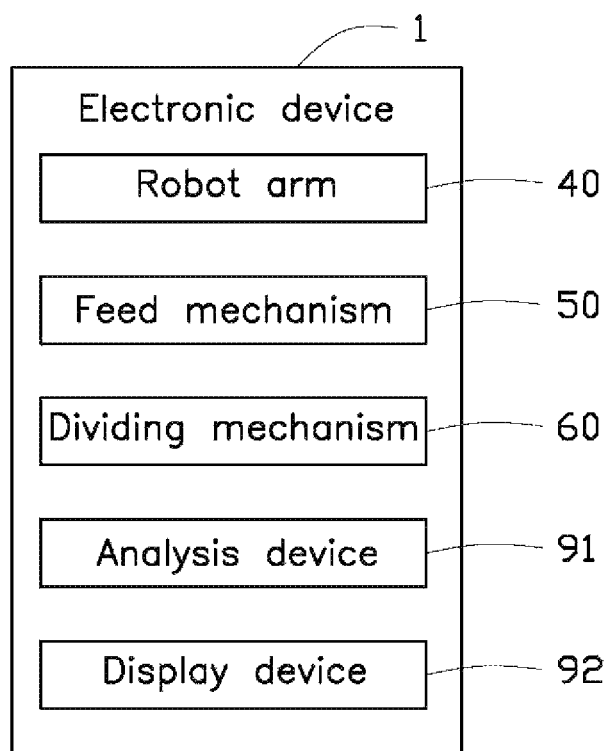 1
Electronic device
Robot arm 40
Feed mechanism 50
Dividing mechanism 60
Analysis device 91
Display device 92